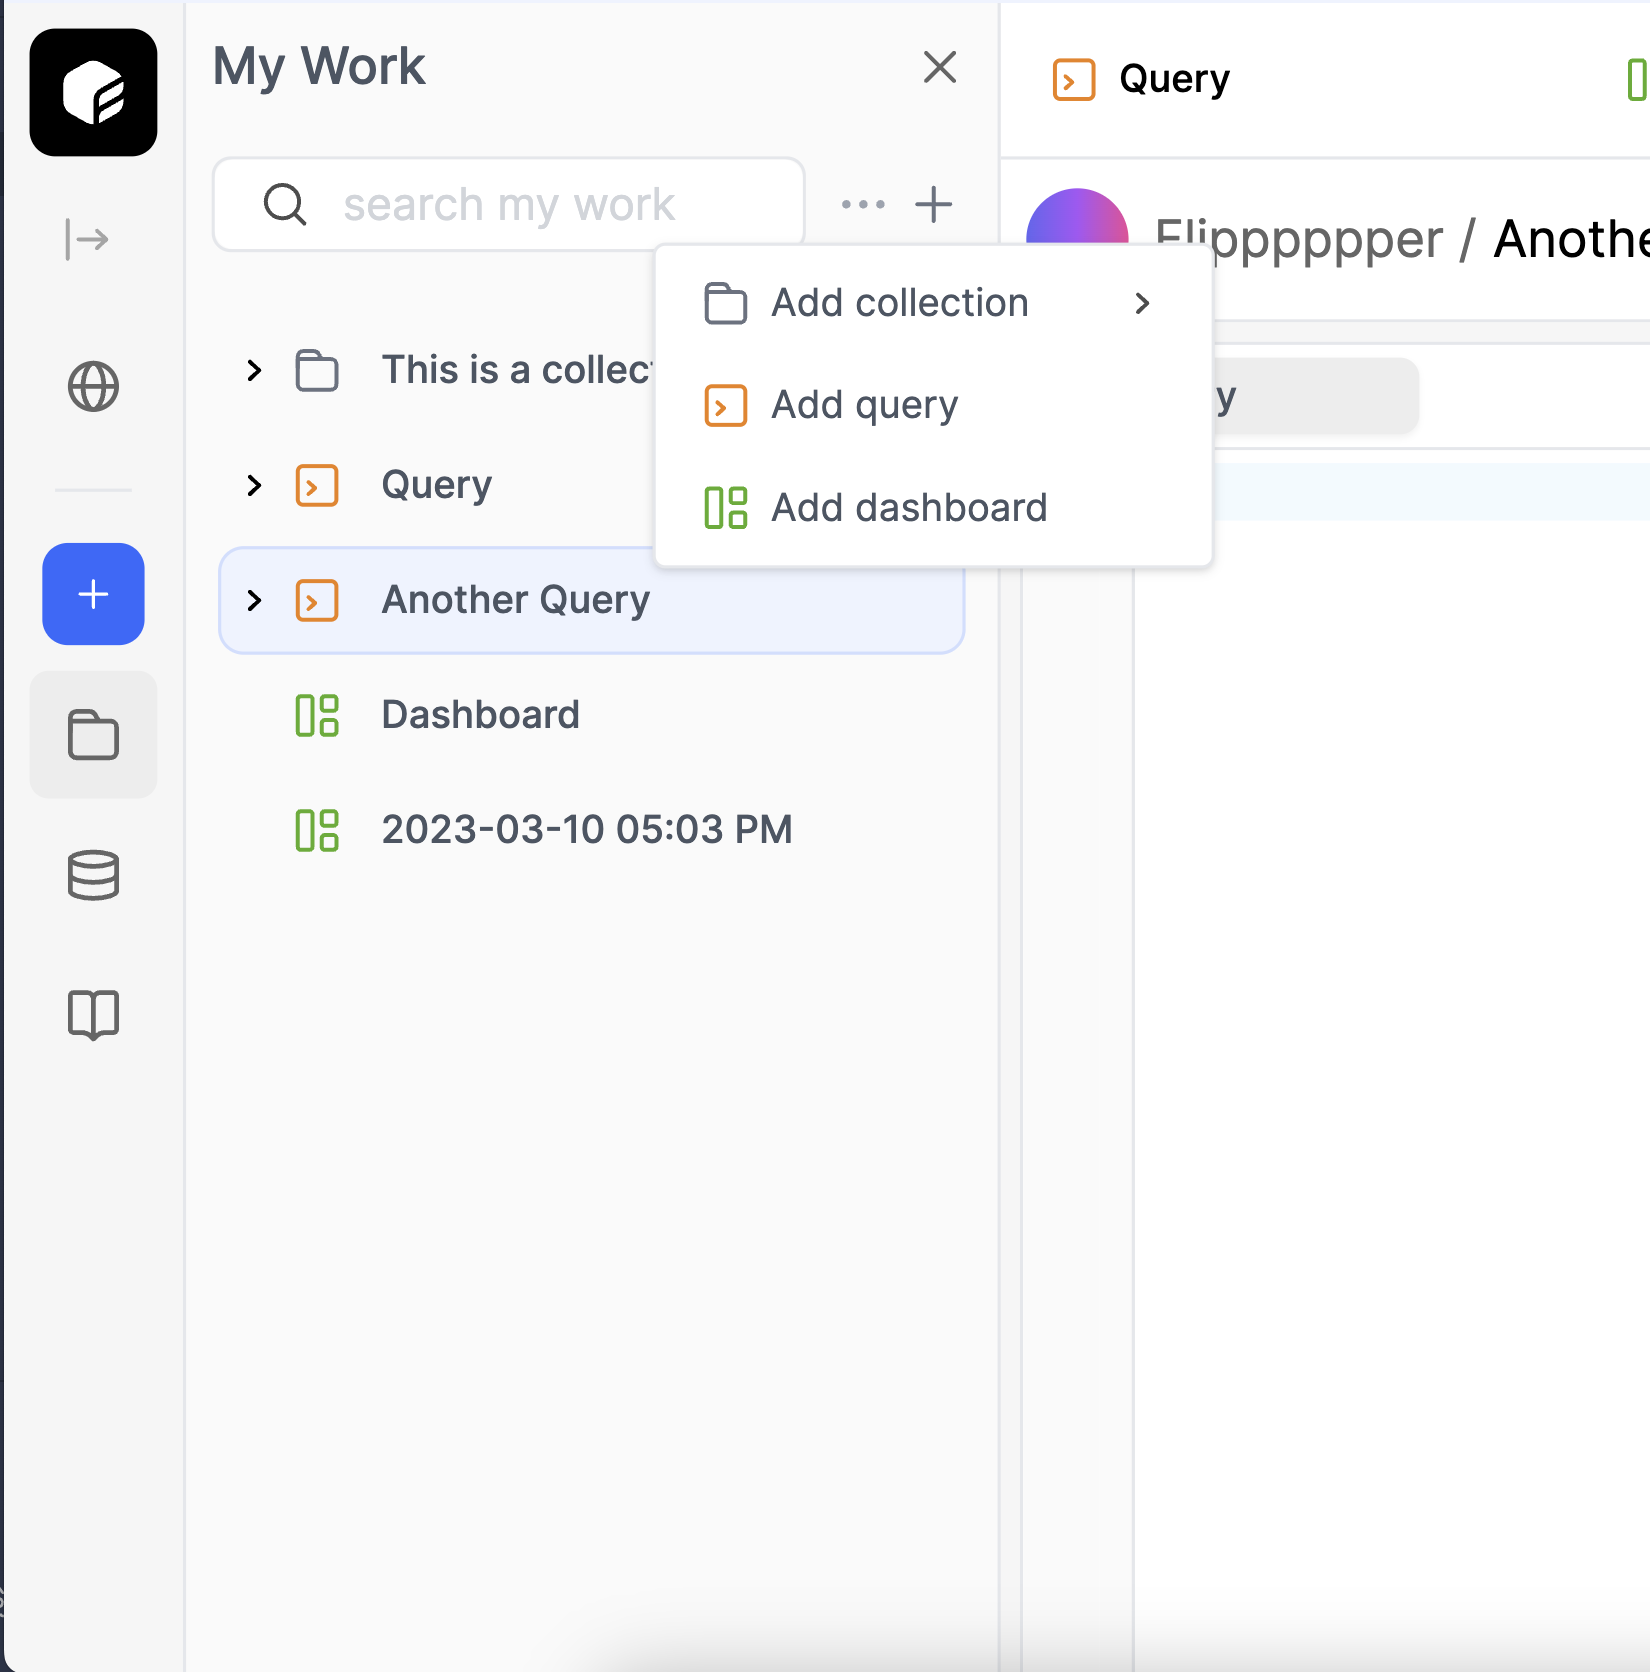 My Work
search my work
This is a collec
Query
Another Query
Dashboard
2023-03-10 05:03 PM
Add collection
Add query
Add dashboard
Query
Flipppppper / Anothe
y